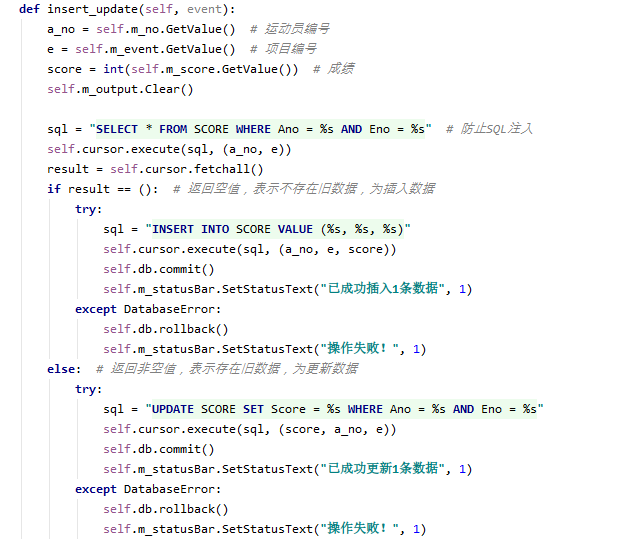 def insert_update(self, event):
    a_no = self.m_no.GetValue()  # 运动员编号
    e = self.m_event.GetValue()  # 项目编号
    score = int(self.m_score.GetValue())  # 成绩
    self.m_output.Clear()

    sql = "SELECT * FROM SCORE WHERE Ano = %s AND Eno = %s"  # 防止SQL注入
    self.cursor.execute(sql, (a_no, e))
    result = self.cursor.fetchall()
    if result == ():  # 返回空值，表示不存在旧数据，为插入数据
        try:
            sql = "INSERT INTO SCORE VALUE (%s, %s, %s)"
            self.cursor.execute(sql, (a_no, e, score))
            self.db.commit()
            self.m_statusBar.SetStatusText("已成功插入1条数据", 1)
        except DatabaseError:
            self.db.rollback()
            self.m_statusBar.SetStatusText("操作失败！", 1)
    else:  # 返回非空值，表示存在旧数据，为更新数据
        try:
            sql = "UPDATE SCORE SET Score = %s WHERE Ano = %s AND Eno = %s"
            self.cursor.execute(sql, (score, a_no, e))
            self.db.commit()
            self.m_statusBar.SetStatusText("已成功更新1条数据", 1)
        except DatabaseError:
            self.db.rollback()
            self.m_statusBar.SetStatusText("操作失败！", 1)